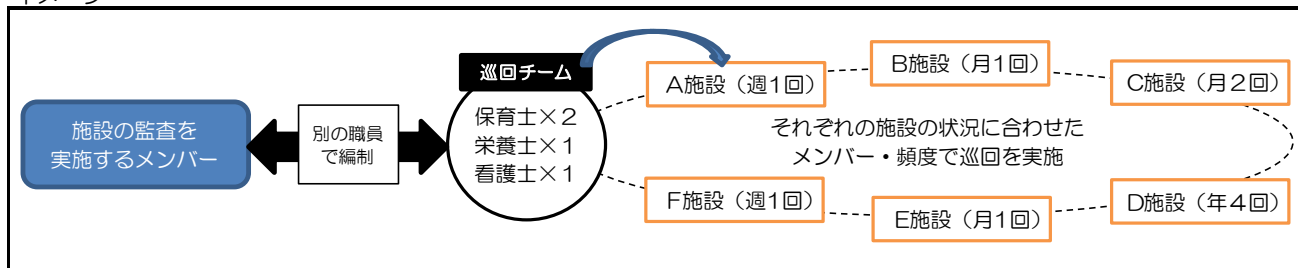 イメージ
施設の監査を
実施するメンバー
別の職員
で編制
巡回チーム
保育士×2
栄養士×1
看護士×1
A施設（週1回）
B施設（月1回）
C施設（月2回）
それぞれの施設の状況に合わせた
メンバー・頻度で巡回を実施
F施設（週1回）
E施設（月1回）
D施設（年4回）